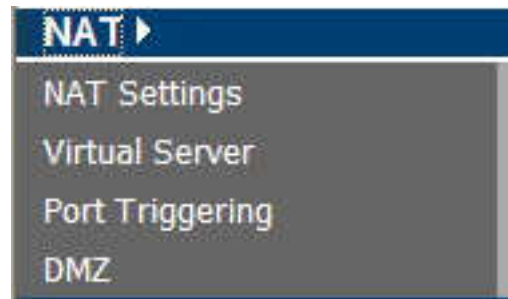 NAT
NAT Settings
Virtual Server
Port Triggering
DMZ